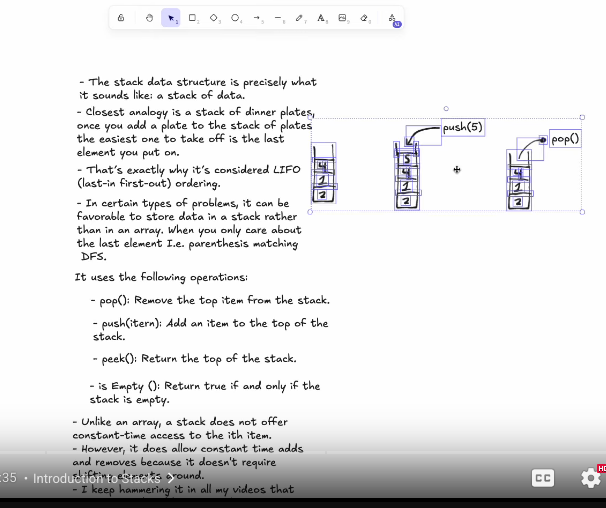 - The stack data structure is precisely what
it sounds like: a stack of data.
- Closest analogy is a stack of dinner plates,
once you add a plate to the stack of plates
the easiest one to take off is the last
element you put on.
- That's exactly why it's considered LIFO
(last-in first-out) ordering.
- In certain types of problems, it can be
favorable to store data in a stack rather
than in an array. When you only care about
the last element I.e. parenthesis matching
DFS.
push(5)
pop()
4
1
2
5
4
1
2
4
1
2
It uses the following operations:
- pop(): Remove the top item from the stack.
- push(itern): Add an item to the top of the
stack.
- peek(): Return the top of the stack.
- is Empty (): Return true if and only if the
stack is empty.
- Unlike an array, a stack does not offer
constant-time access to the ith item.
- However, it does allow constant time adds
and removes because it doesn't require
:35 • Introduction to Stacks >
- I keep hammering it in all my videos that
CC
HD